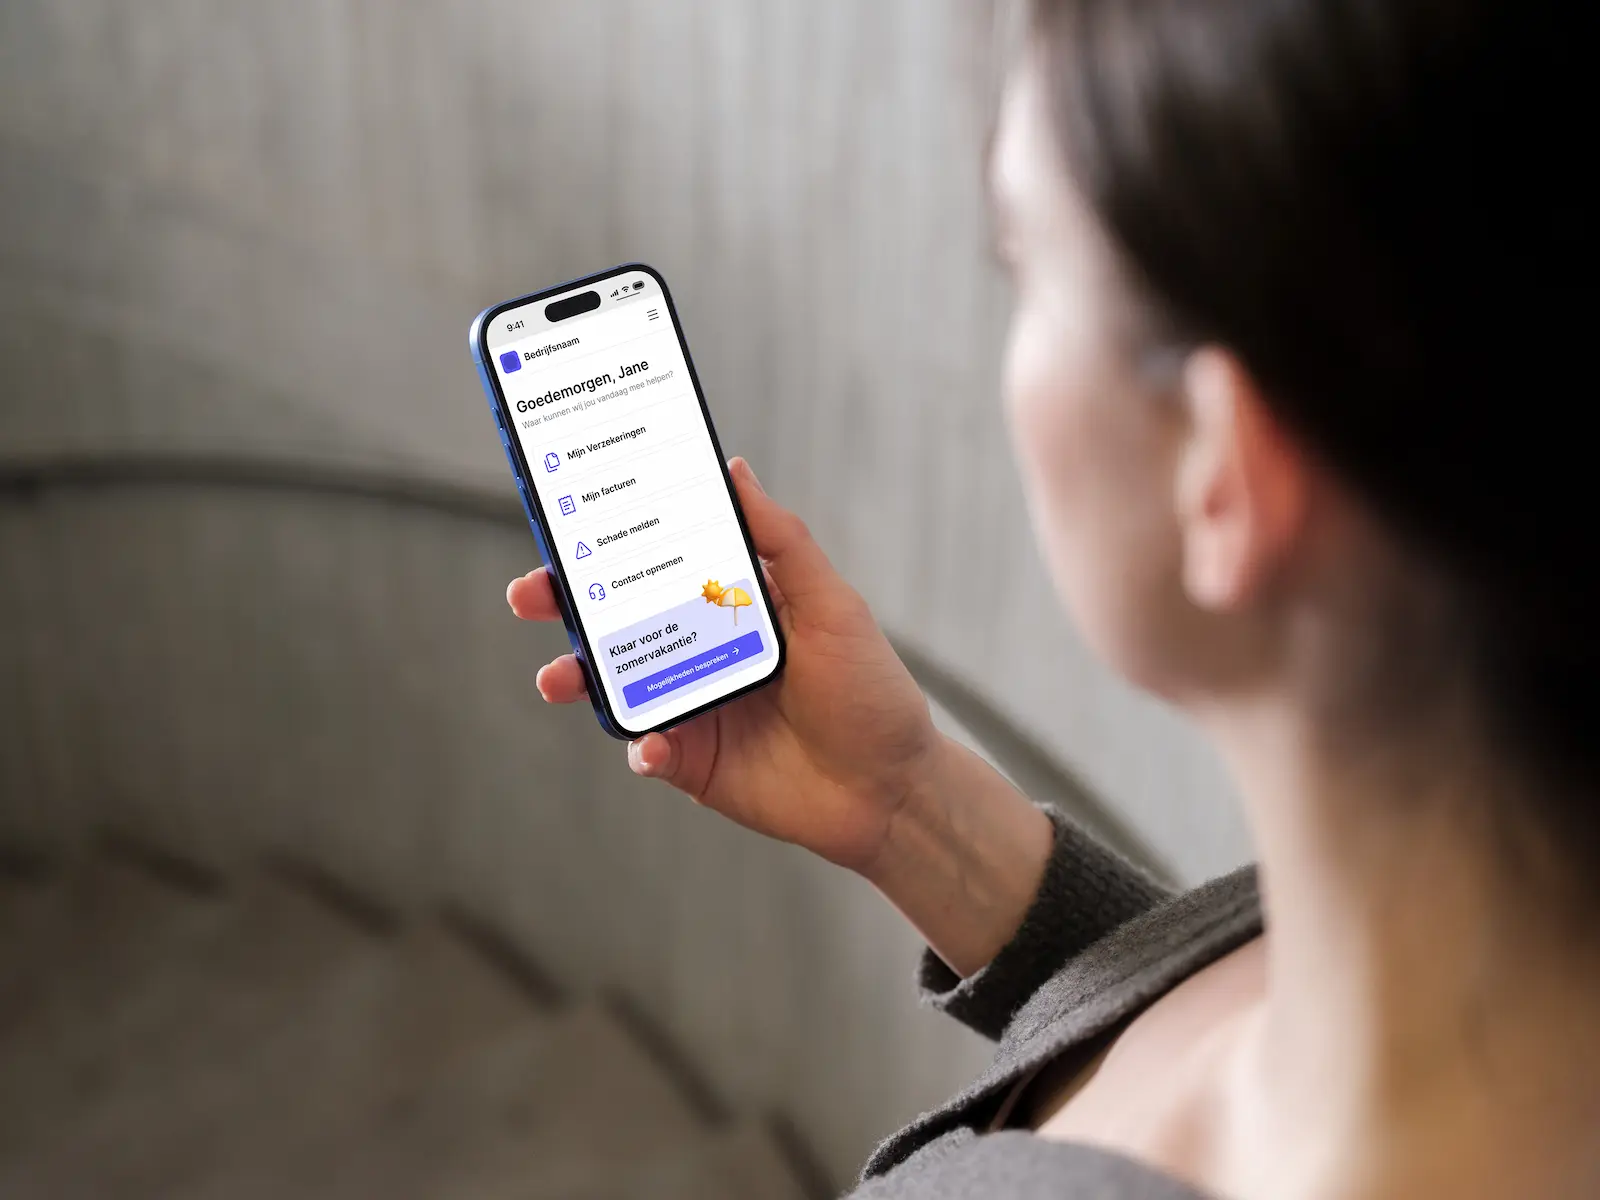 9:41
Bedrijfsnaam
Goedemorgen, Jane
Waar kunnen wij jou vandaag mee helpen?
Mijn Verzekeringen
Mijn facturen
Schade melden
Contact opnemen
Klaar voor de
zomervakantie?
Mogelijkheden bespreken →